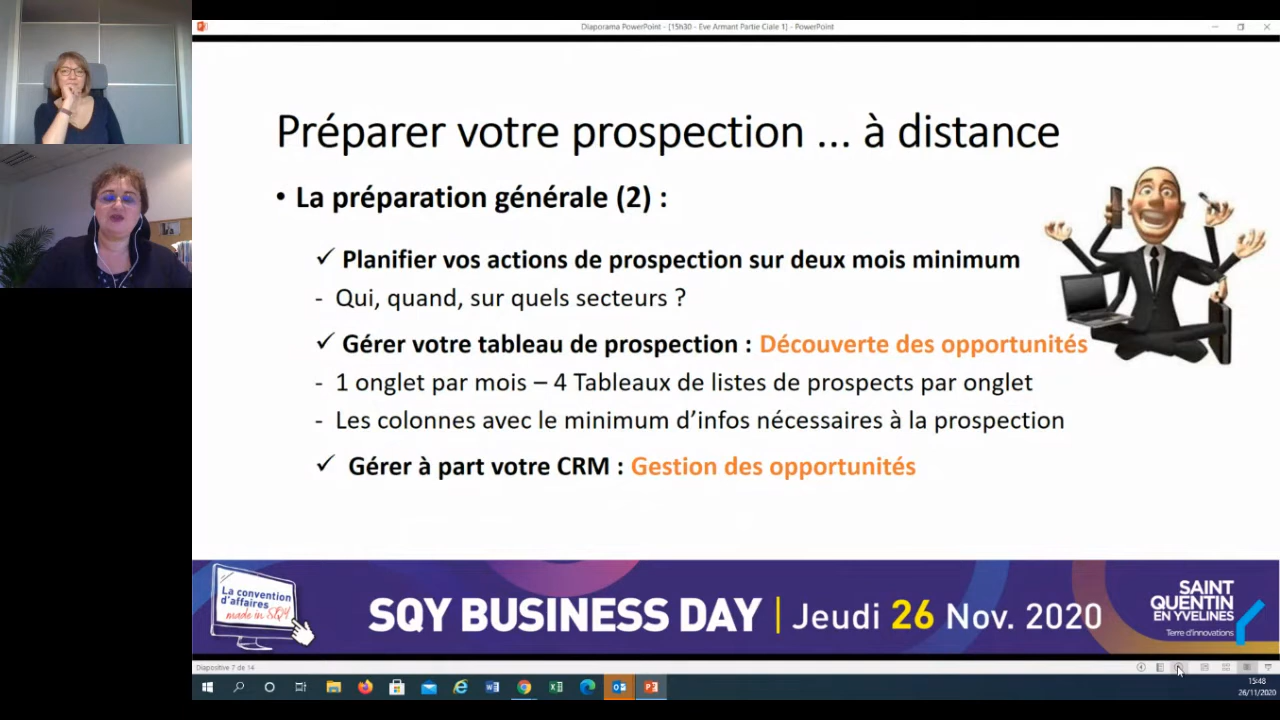 Diaporama PowerPoint - [15h30 - Eve Armant Partie Ciale 1] - PowerPoint
Préparer votre prospection ... à distance
• La préparation générale (2) :
✓ Planifier vos actions de prospection sur deux mois minimum
- Qui, quand, sur quels secteurs ?
✓ Gérer votre tableau de prospection : Découverte des opportunités
- 1 onglet par mois – 4 Tableaux de listes de prospects par onglet
- Les colonnes avec le minimum d’infos nécessaires à la prospection
✓ Gérer à part votre CRM : Gestion des opportunités
La convention
d'affaires
made in SQY
SQY BUSINESS DAY | Jeudi 26 Nov. 2020
SAINT
QUENTIN
EN YVELINES
Terre d'innovations
Diapositive 7 de 14
15:48
26/11/2020